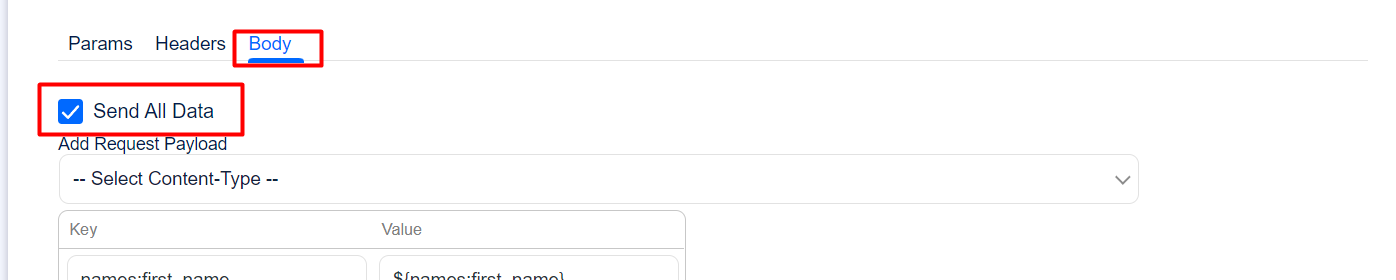 Params Headers Body
Send All Data
Add Request Payload
-- Select Content-Type --
Key Value
names:first_name ${names:first_name}